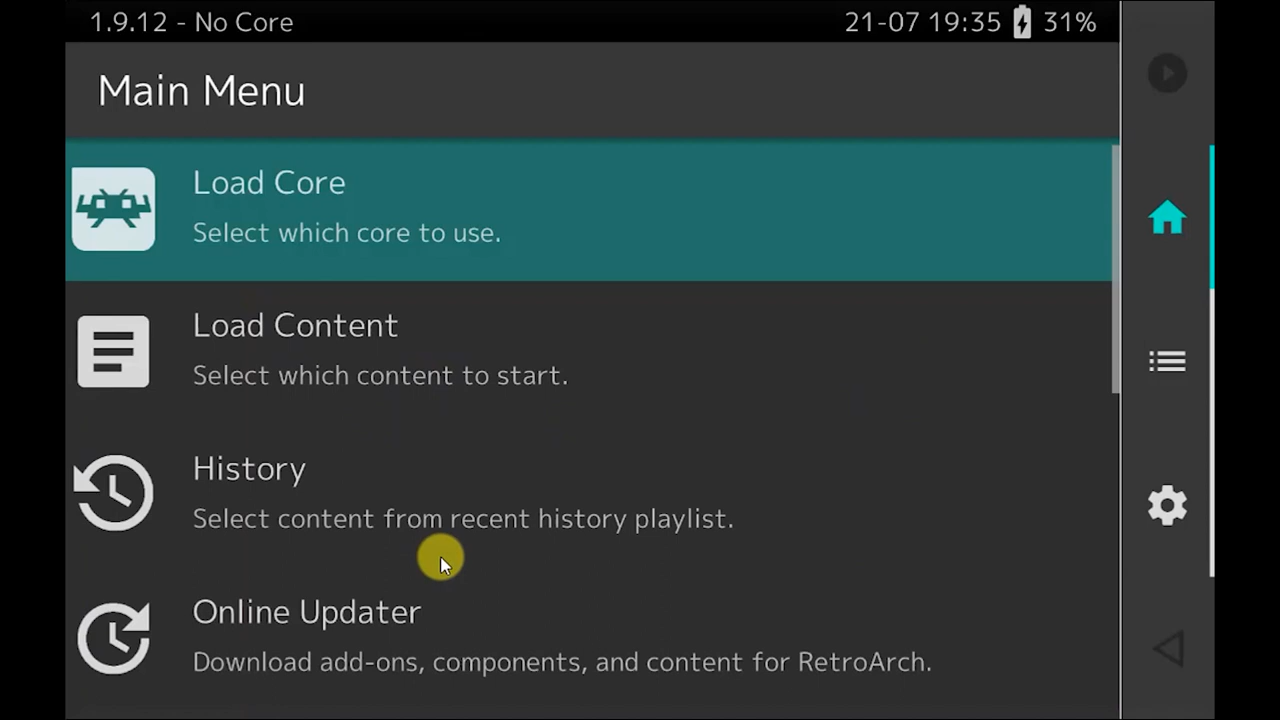 1.9.12 - No Core
21-07 19:35 31%
Main Menu
Load Core
Select which core to use.
Load Content
Select which content to start.
History
Select content from recent history playlist.
Online Updater
Download add-ons, components, and content for RetroArch.